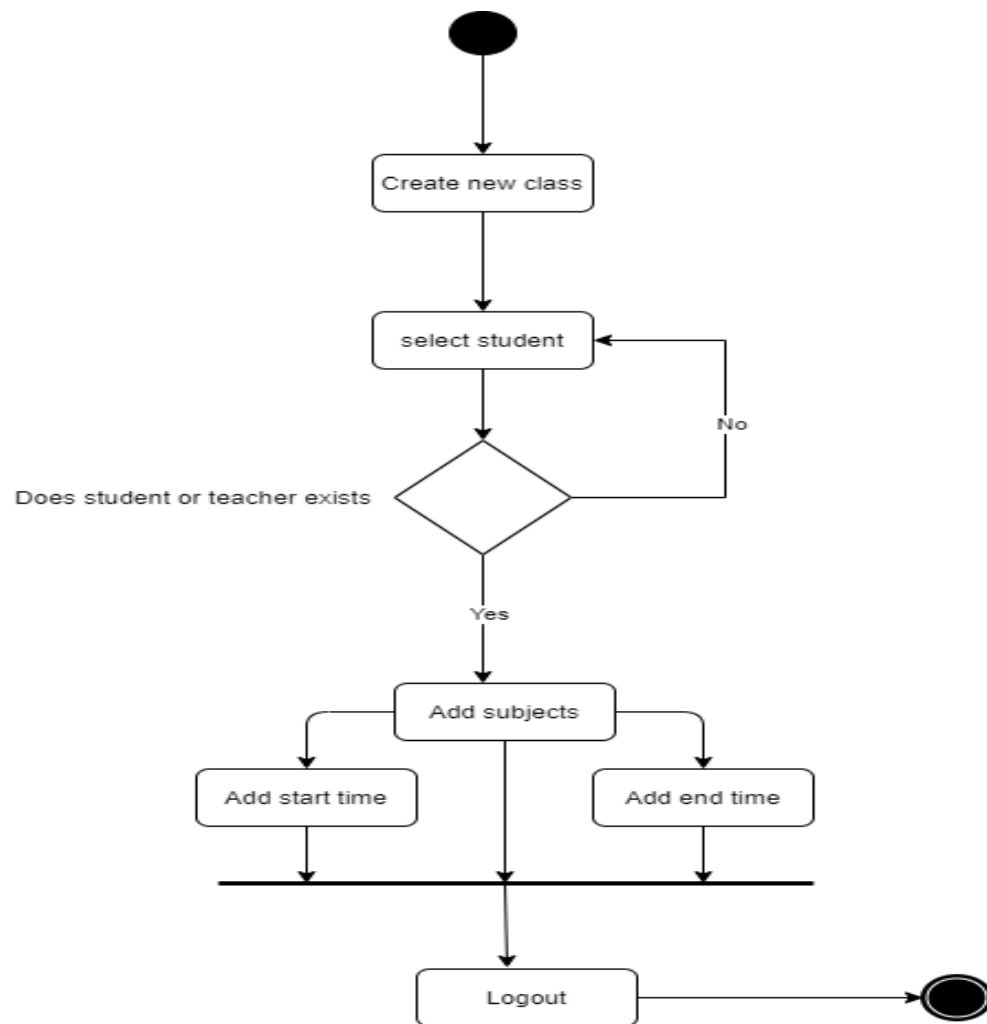 Create new class
select student
No
Does student or teacher exists
Yes
Add subjects
Add start time
Add end time
Logout